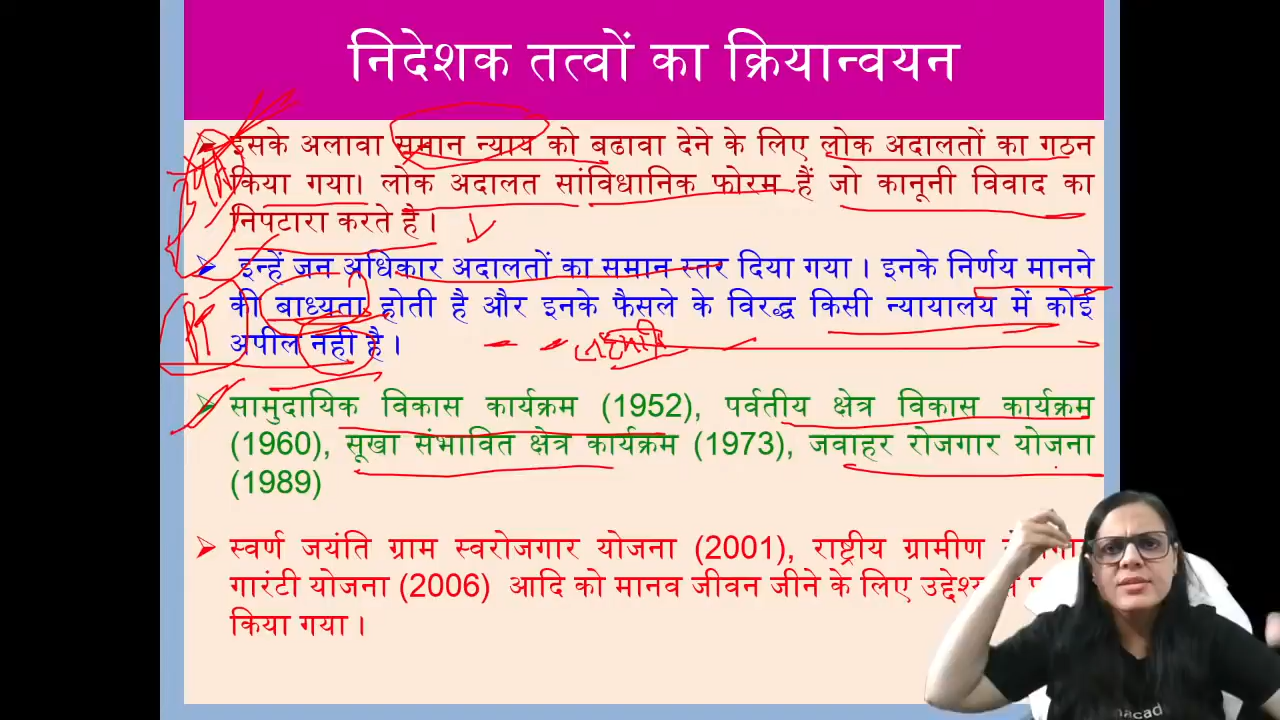 निदेशक तत्वों का क्रियान्वयन
इसके अलावा समान न्याय को बढावा देने के लिए लोक अदालतों का गठन
किया गया। लोक अदालत सांविधानिक फोरम हैं जो कानूनी विवाद का
निपटारा करते है।
इन्हें जन अधिकार अदालतों का समान स्तर दिया गया । इनके निर्णय मानने
की बाध्यता होती है और इनके फैसले के विरद्ध किसी न्यायालय में कोई
अपील नही है ।
सामुदायिक विकास कार्यक्रम (1952), पर्वतीय क्षेत्र विकास कार्यक्रम
(1960), सूखा संभावित क्षेत्र कार्यक्रम (1973), जवाहर रोजगार योजना
(1989)
स्वर्ण जयंति ग्राम स्वरोजगार योजना (2001), राष्ट्रीय ग्रामीण
गारंटी योजना (2006) आदि को मानव जीवन जीने के लिए
किया गया ।